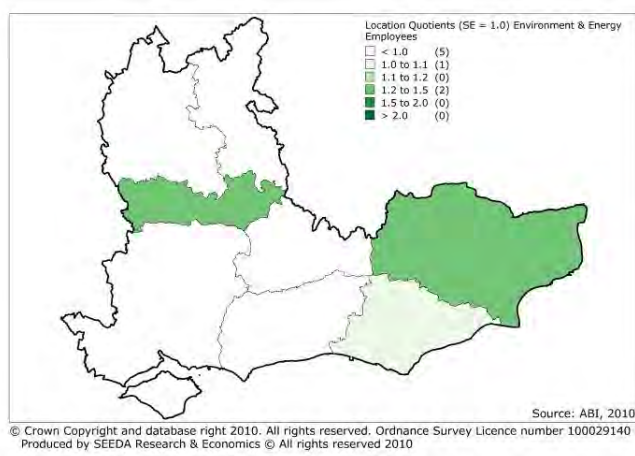 Location Quotients (SE = 1.0) Environment & Energy
Employees
< 1.0 (5)
1.0 to 1.1 (1)
1.1 to 1.2 (0)
1.2 to 1.5 (2)
1.5 to 2.0 (0)
> 2.0 (0)
Source: ABI, 2010
© Crown Copyright and database right 2010. All rights reserved. Ordnance Survey Licence number 100029140
Produced by SEEDA Research & Economics © All rights reserved 2010